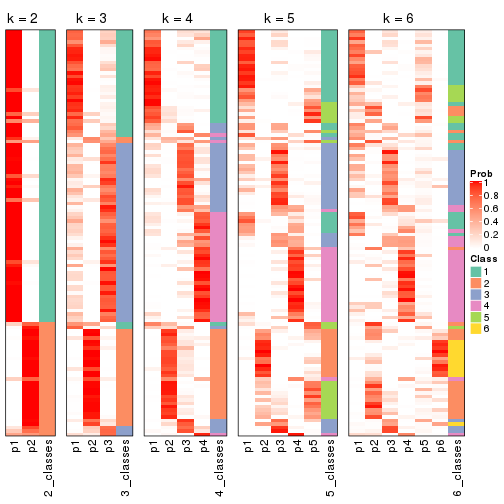 k = 2
k = 3
k = 4
k = 5
k = 6
Prob
1
0.8
0.6
0.4
0.2
0
Class
1
2
3
4
5
6
p1
p2
2_classes
p1
p2
p3
3_classes
p1
p2
p3
p4
4_classes
p1
p2
p3
p4
p5
5_classes
p1
p2
p3
p4
p5
p6
6_classes